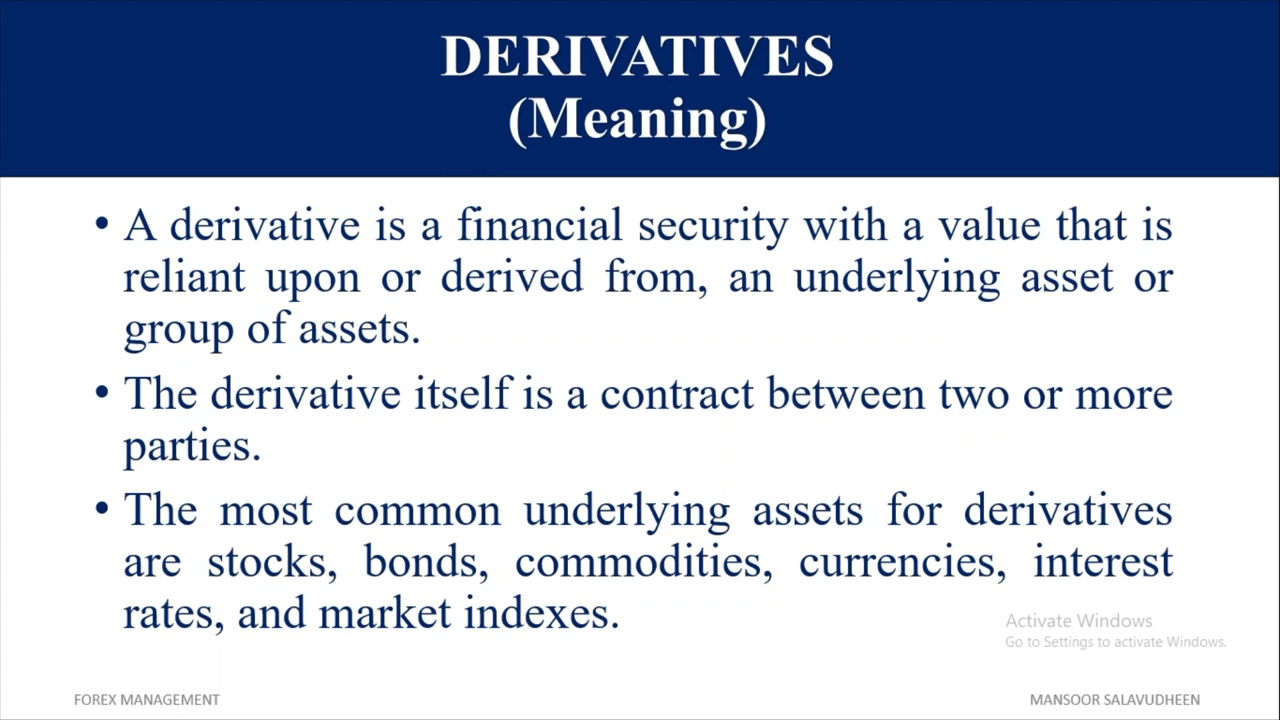 DERIVATIVES
(Meaning)
• A derivative is a financial security with a value that is
reliant upon or derived from, an underlying asset or
group of assets.
• The derivative itself is a contract between two or more
parties.
• The most common underlying assets for derivatives
are stocks, bonds, commodities, currencies, interest
rates, and market indexes.
Activate Windows
Go to Settings to activate Windows.
FOREX MANAGEMENT
MANSOOR SALAVUDHEEN